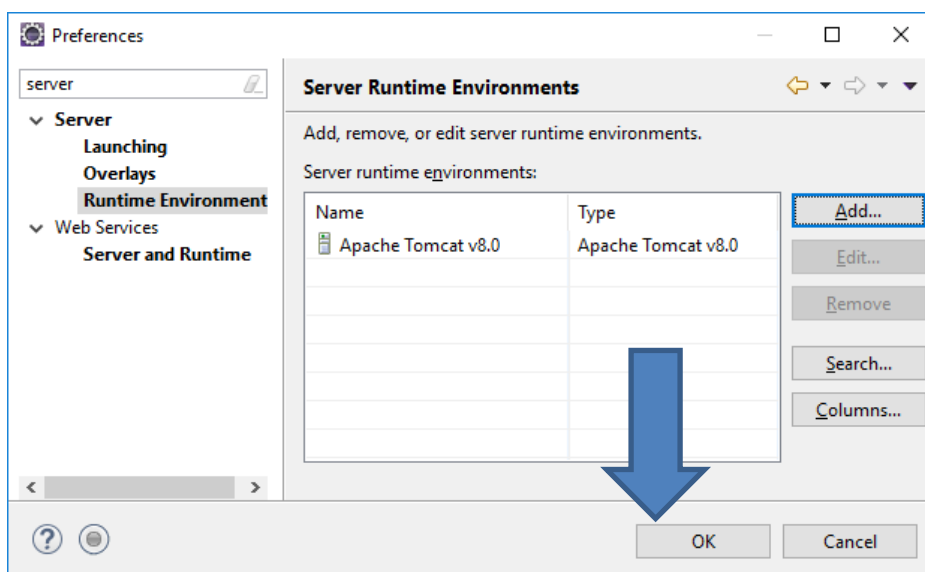 Preferences
server
Server Runtime Environments
Server
Launching
Overlays
Runtime Environment
Web Services
Server and Runtime
Add, remove, or edit server runtime environments.
Server runtime environments:
Name Type
Apache Tomcat v8.0 Apache Tomcat v8.0
Add...
Edit...
Remove
Search...
Columns...
OK Cancel